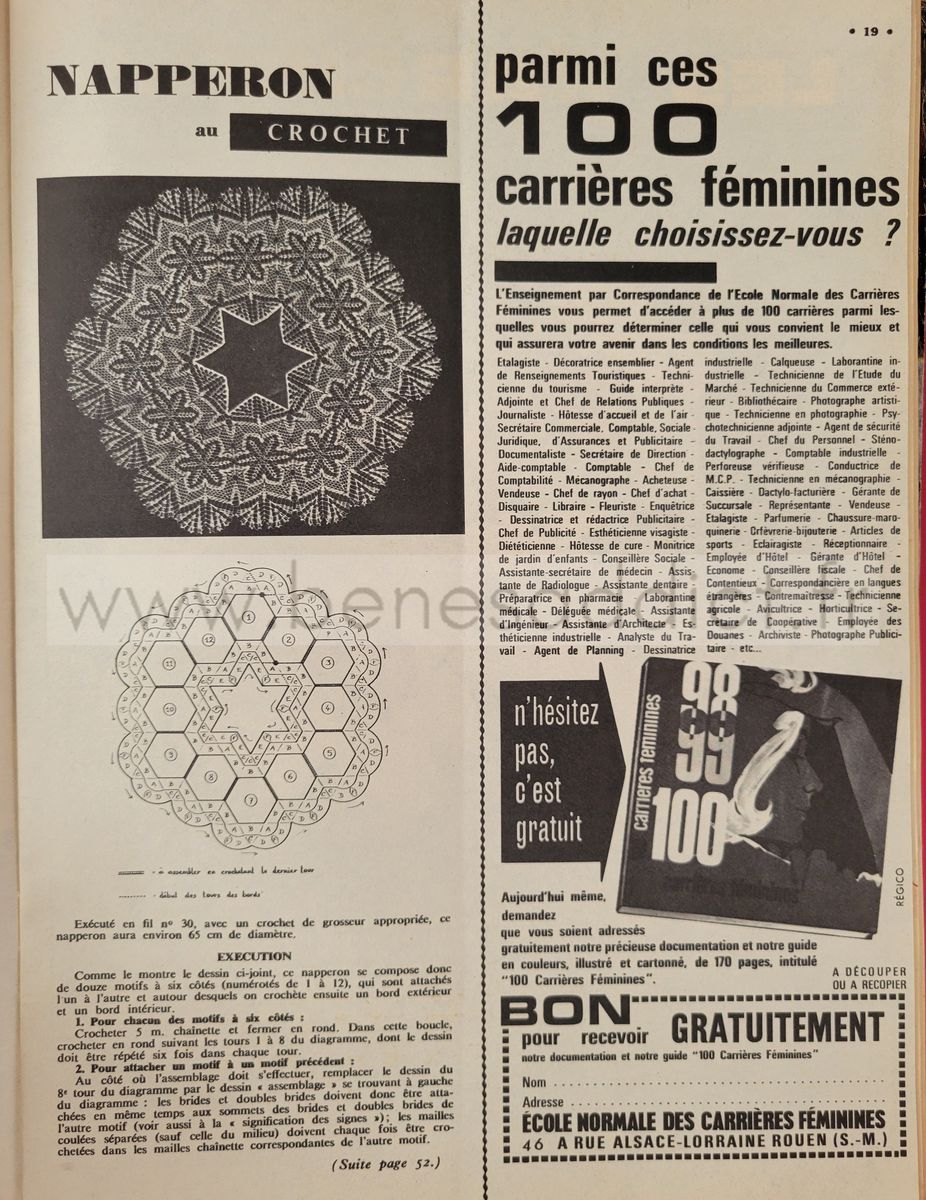 NAPPERON
au CROCHET
Exécuté en fil nº 30, avec un crochet de grosseur appropriée, ce
napperon aura environ 65 cm de diamètre.
EXECUTION
Comme le montre le dessin ci-joint, ce napperon se compose donc
de douze motifs à six côtés (numérotés de 1 à 12), qui sont attachés
l'un à l'autre et autour desquels on crochète ensuite un bord extérieur
et un bord intérieur.
1. Pour chacun des motifs à six côtés :
Crocheter 5 m. chaînette et fermer en rond. Dans cette boucle,
crocheter en rond suivant les tours 1 à 8 du diagramme, dont le dessin
doit être répété six fois dans chaque tour.
2. Pour attacher un motif à un motif précédent :
Au côté où l'assemblage doit s'effectuer, remplacer le dessin du
8e tour du diagramme par le dessin « assemblage » se trouvant à gauche
du diagramme : les brides et doubles brides doivent donc être atta-
chées en même temps aux sommets des brides et doubles brides de
l'autre motif (voir aussi à la « signification des signes ») ; les mailles
coulées séparées (sauf celle du milieu) doivent chaque fois être cro-
chetées dans les mailles chaînette correspondantes de l'autre motif.
(Suite page 52.)
- à assembler en crochetant le dernier tour
- début des tours des bords
1
2
3
4
5
6
7
8
9
10
11
12
• 19 •
parmi ces
100
carrières féminines
laquelle choisissez-vous ?
L'Enseignement par Correspondance de l'Ecole Normale des Carrières
Féminines vous permet d'accéder à plus de 100 carrières parmi les-
quelles vous pourrez déterminer celle qui vous convient le mieux et
qui assurera votre avenir dans les conditions les meilleures.
Etalagiste - Décoratrice ensemblier - Agent
de Renseignements Touristiques - Techni-
cienne du tourisme - Guide interprète -
Adjointe et Chef de Relations Publiques -
Journaliste - Hôtesse d'accueil et de l'air -
Secrétaire Commerciale, Comptable, Sociale
Juridique, d'Assurances et Publicitaire -
Documentaliste - Secrétaire de Direction -
Aide-comptable - Comptable - Chef de
Comptabilité - Mécanographe - Acheteuse -
Vendeuse - Chef de rayon - Chef d'achat -
Disquaire - Libraire - Fleuriste - Enquêtrice
- Dessinatrice et rédactrice Publicitaire -
Chef de Publicité - Esthéticienne visagiste -
Diététicienne - Hôtesse de cure - Monitrice
de jardin d'enfants - Conseillère Sociale -
Assistante-secrétaire de médecin - Assis-
tante de Radiologue - Assistante dentaire -
Préparatrice en pharmacie - Laborantine
médicale - Déléguée médicale - Assistante
d'Ingénieur - Assistante d'Architecte - Es-
théticienne industrielle - Analyste du Tra-
vail - Agent de Planning - Dessinatrice
industrielle - Calqueuse - Laborantine in-
dustrielle - Technicienne de l'Etude du
Marché - Technicienne du Commerce exté-
rieur - Bibliothécaire - Photographe artisti-
que - Technicienne en photographie - Psy-
chotechnicienne adjointe - Agent de sécurité
du Travail - Chef du Personnel - Sténo-
dactylographe - Comptable industrielle -
Perforeuse vérifieuse - Conductrice de
M.C.P. - Technicienne en mécanographie -
Caissière - Dactylo-facturière - Gérante de
Succursale - Représentante - Vendeuse -
Etalagiste - Parfumerie - Chaussure-maro-
quinerie - Orfèvrerie-bijouterie - Articles de
sports - Eclairagiste - Réceptionnaire -
Employée d'Hôtel - Gérante d'Hôtel -
Econome - Conseillère fiscale - Chef de
Contentieux - Correspondancière en langues
étrangères - Contremaîtresse - Technicienne
agricole - Avicultrice - Horticultrice - Se-
crétaire de Coopérative - Employée des
Douanes - Archiviste - Photographe Publici-
taire - etc...
n'hésitez
pas,
c'est
gratuit
carrières féminines
98
99
100
carrières féminines
RÉGICO
Aujourd'hui même,
demandez
que vous soient adressés
gratuitement notre précieuse documentation et notre guide
en couleurs, illustré et cartonné, de 170 pages, intitulé
"100 Carrières Féminines".
A DÉCOUPER
OU A RECOPIER
BON
pour recevoir GRATUITEMENT
notre documentation et notre guide "100 Carrières Féminines"
Nom
Adresse
ÉCOLE NORMALE DES CARRIÈRES FÉMININES
46 A RUE ALSACE-LORRAINE ROUEN (S.-M.)